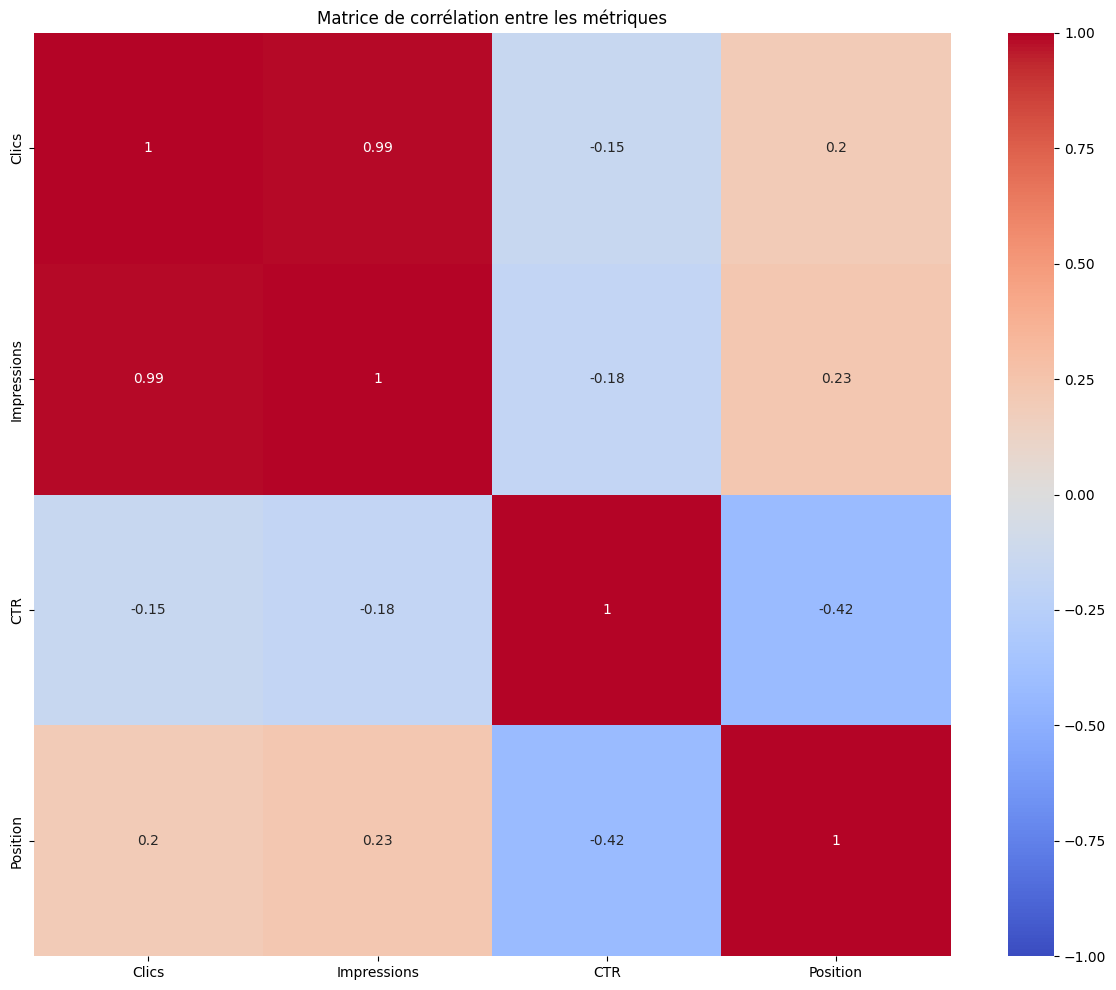 Matrice de corrélation entre les métriques
Clics
1
0.99
-0.15
0.2
Impressions
0.99
1
-0.18
0.23
CTR
-0.15
-0.18
1
-0.42
Position
0.2
0.23
-0.42
1
Clics
Impressions
CTR
Position
1.00
0.75
0.50
0.25
0.00
−0.25
−0.50
−0.75
−1.00